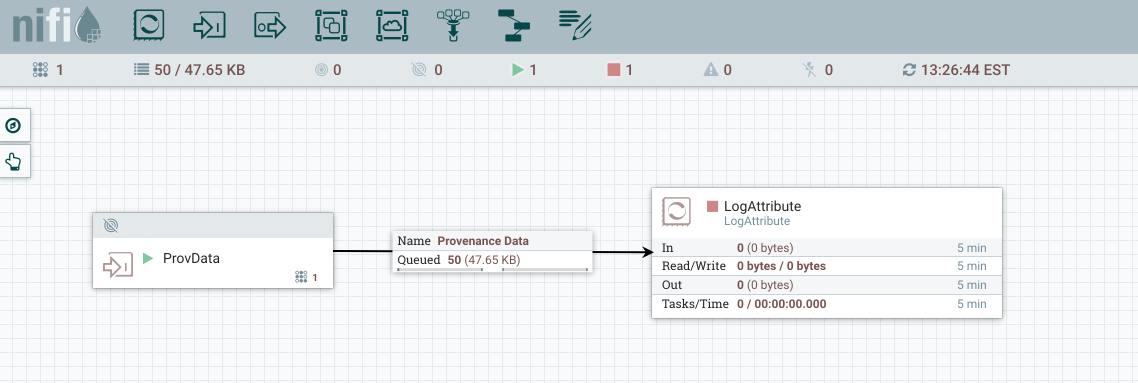 nifi
1 50 / 47.65 KB 0 0 1 1 0 0 13:26:44 EST
ProvData
1
Name Provenance Data
Queued 50 (47.65 KB)
LogAttribute
LogAttribute
In 0 (0 bytes) 5 min
Read/Write 0 bytes / 0 bytes 5 min
Out 0 (0 bytes) 5 min
Tasks/Time 0 / 00:00:00.000 5 min